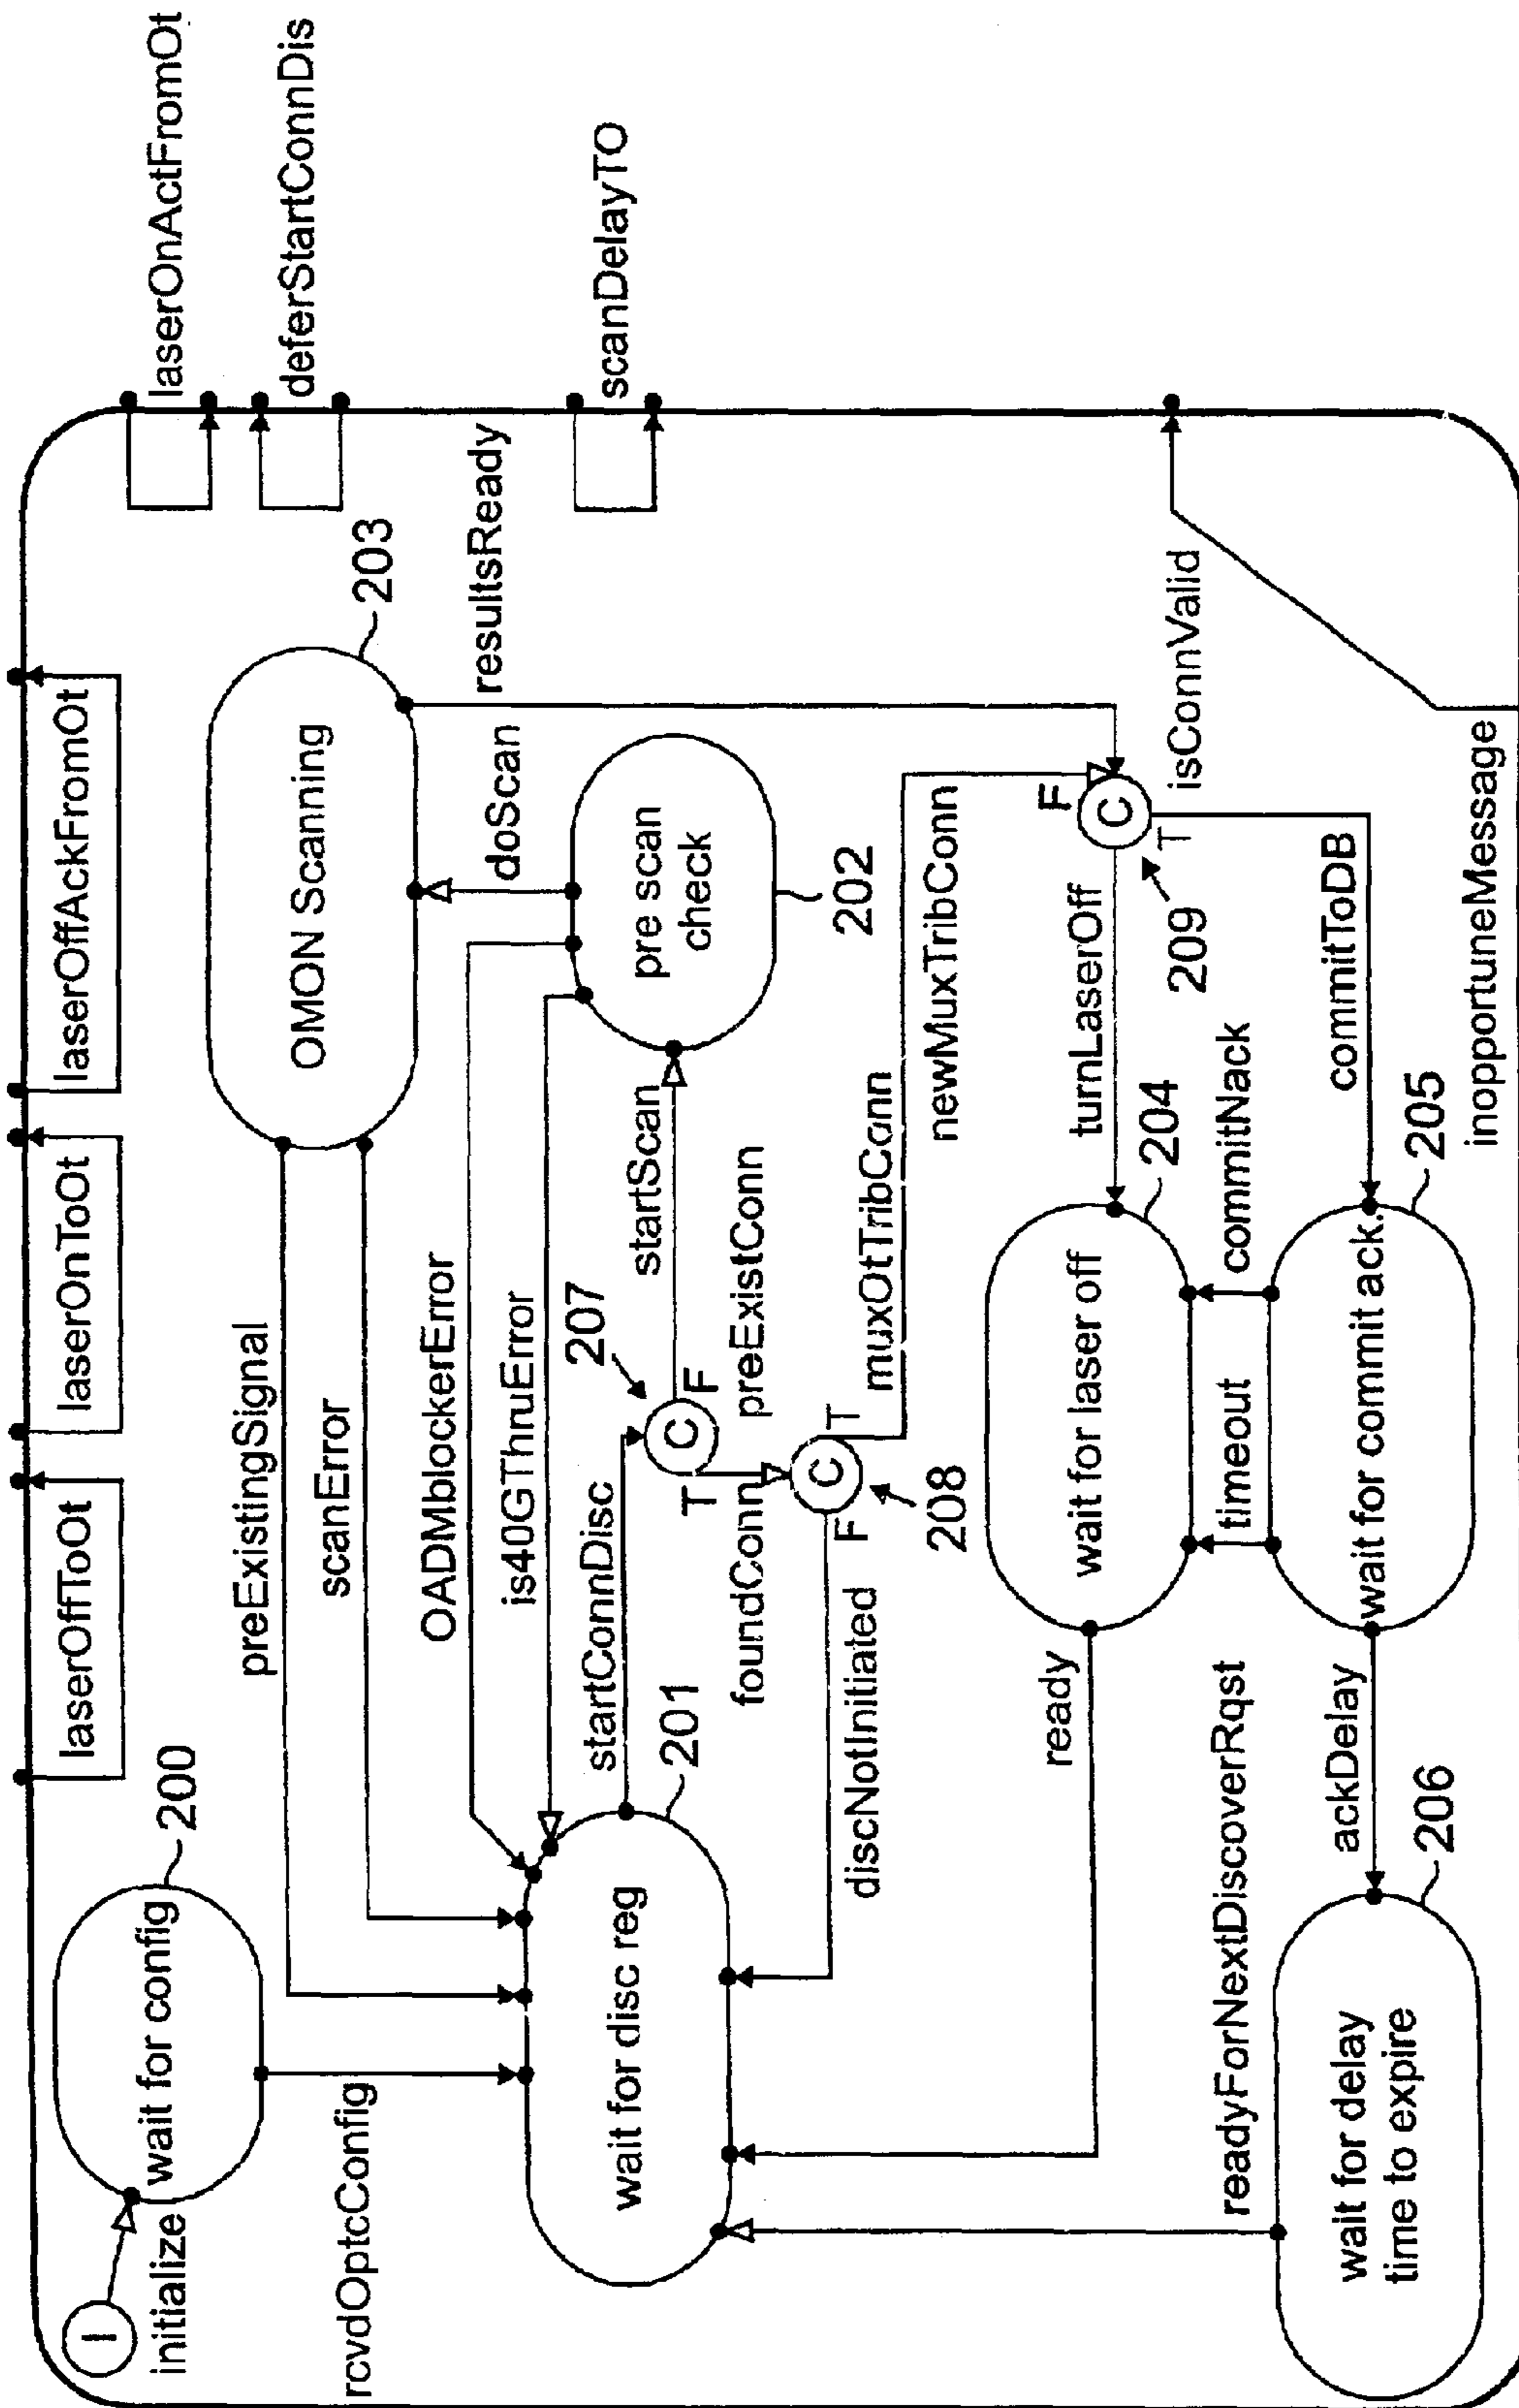 laserOffToOt
laserOnToOt
laserOffAckFromOt
laserOnActFromOt
deferStartConnDis
scanDelayTO
I
initialize
wait for config
200
rcvdOptcConfig
preExistingSignal
scanError
OMON Scanning
203
resultsReady
OADMblockerError
is40GThruError
doScan
pre scan
check
202
startScan
startConnDisc
207
C
T
F
preExistConn
wait for disc reg
201
foundConn
C
T
F
208
muxOtTribConn
newMuxTribConn
discNotInitiated
F
C
T
209
isConnValid
turnLaserOff
commitToDB
wait for laser off
204
ready
timeout
commitNack
wait for commit ack.
205
ackDelay
readyForNextDiscoverRqst
wait for delay
time to expire
206
inopportuneMessage